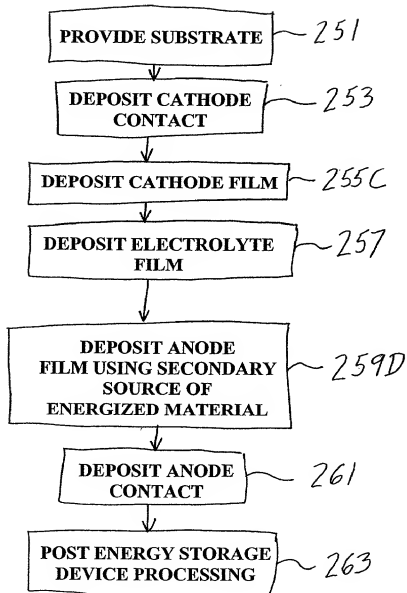 PROVIDE SUBSTRATE 251
DEPOSIT CATHODE 253
CONTACT
DEPOSIT CATHODE FILM 255C
DEPOSIT ELECTROLYTE 257
FILM
DEPOSIT ANODE
FILM USING SECONDARY 259D
SOURCE OF
ENERGIZED MATERIAL
DEPOSIT ANODE 261
CONTACT
POST ENERGY STORAGE 263
DEVICE PROCESSING